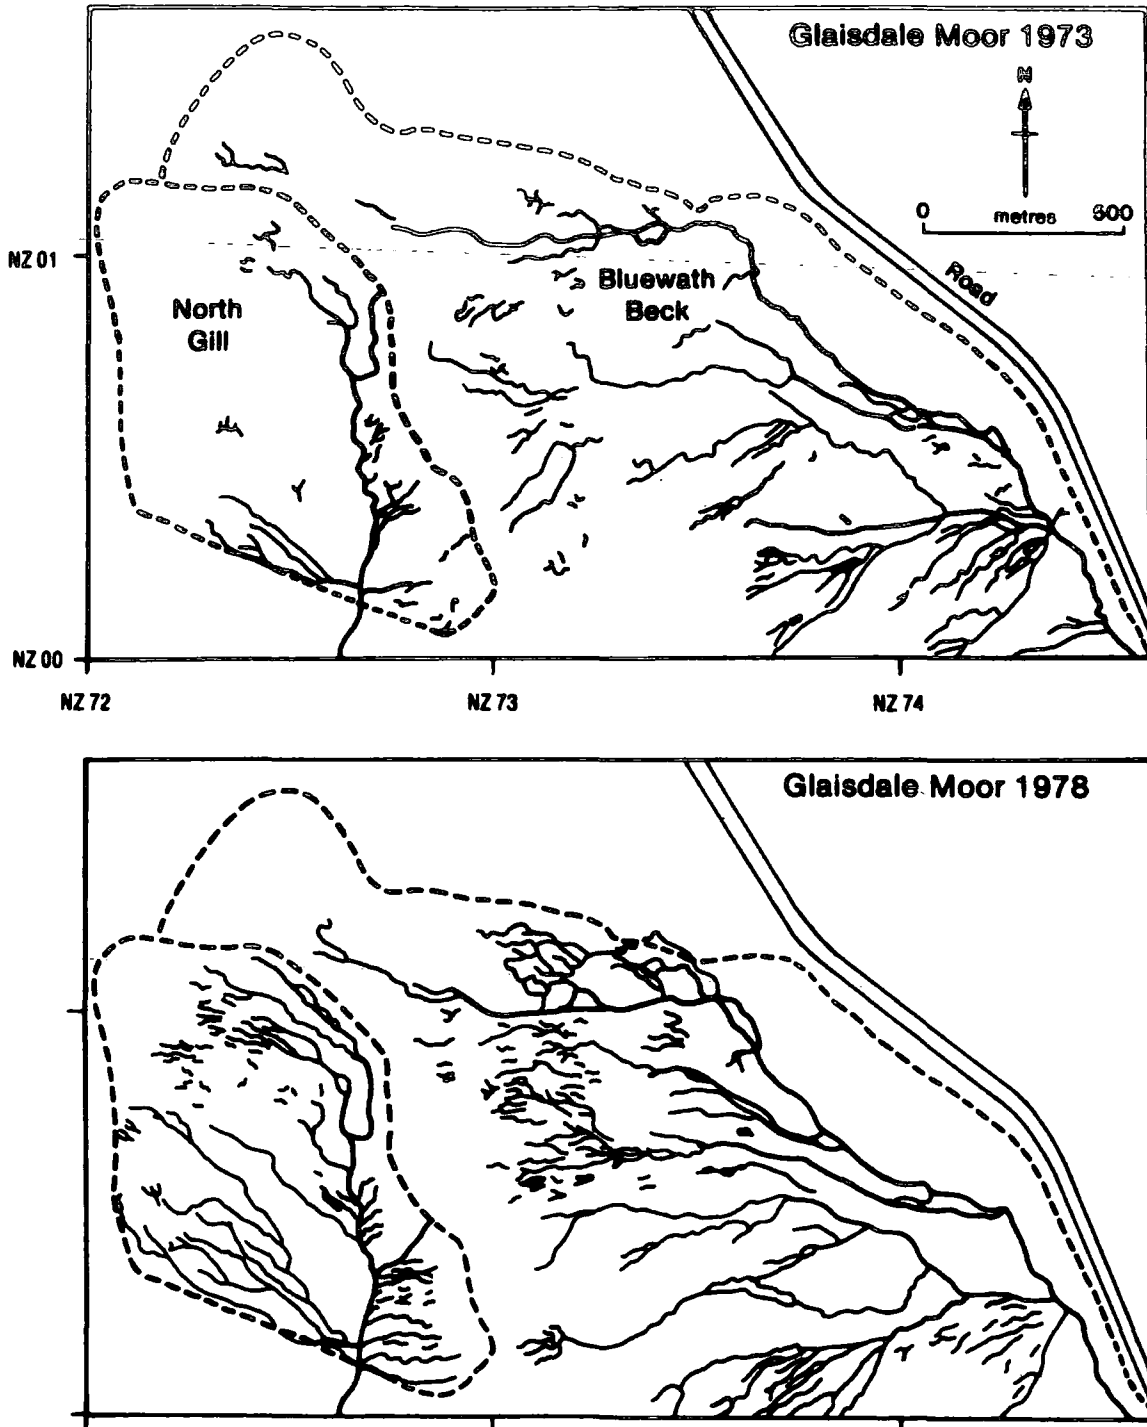 Glaisdale Moor 1973
N
0 metres 500
Road
NZ 01
Bluewath
Beck
North
Gill
NZ 00
NZ 72 NZ 73 NZ 74
Glaisdale Moor 1978